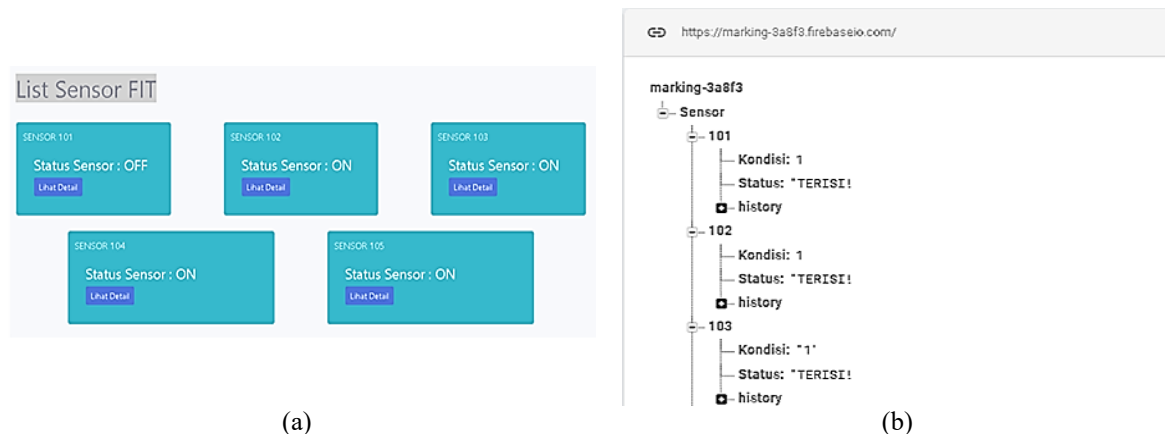 List Sensor FIT
SENSOR 101
Status Sensor : OFF
Lihat Detail
SENSOR 102
Status Sensor : ON
Lihat Detail
SENSOR 103
Status Sensor : ON
Lihat Detail
SENSOR 104
Status Sensor : ON
Lihat Detail
SENSOR 105
Status Sensor : ON
Lihat Detail
(a)
https://marking-3a8f3.firebaseio.com/
marking-3a8f3
Sensor
101
Kondisi: 1
Status: "TERISI!
history
102
Kondisi: 1
Status: "TERISI!
history
103
Kondisi: "1"
Status: "TERISI!
history
(b)